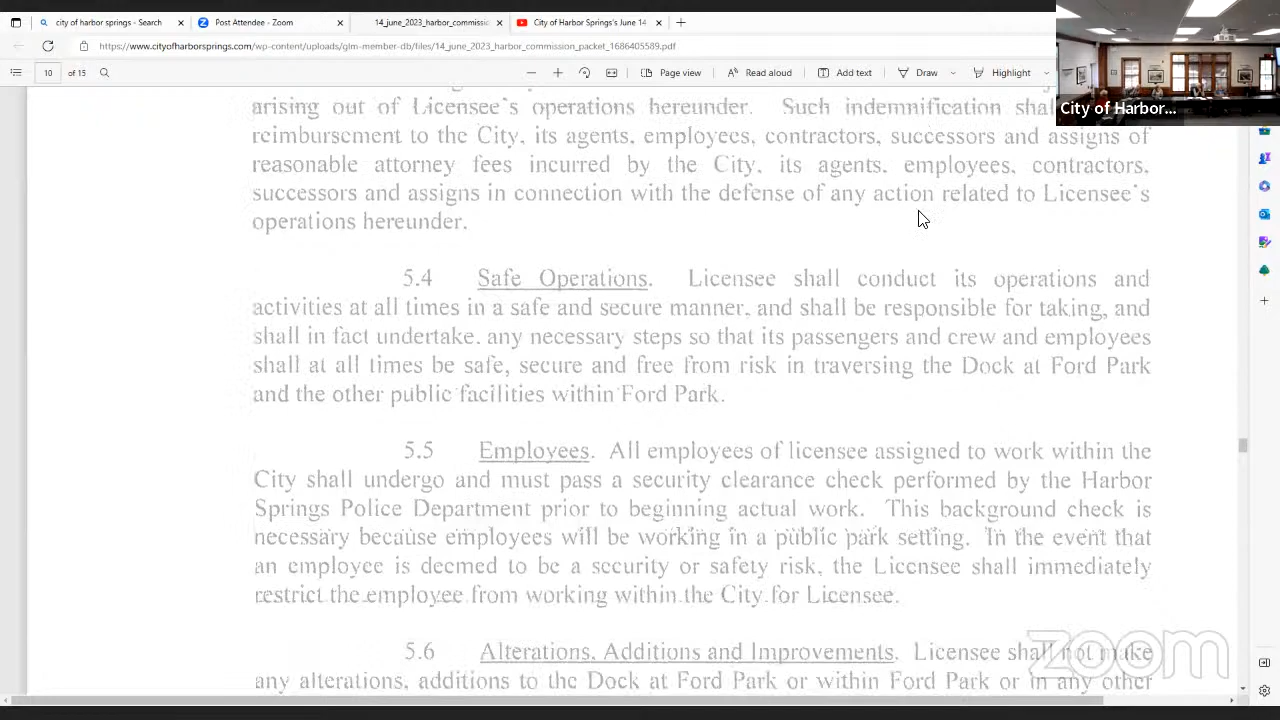 city of harbor springs - Search
Post Attendee - Zoom
14_june_2023_harbor_commissio
City of Harbor Springs's June 14
https://www.cityofharborsprings.com/wp-content/uploads/glm-member-db/files/14_june_2023_harbor_commission_packet_1686405589.pdf
10 of 15
Page view
Read aloud
Add text
Draw
Highlight
City of Harbor...
arising out of Licensee's operations hereunder. Such indemnification
reimbursement to the City, its agents, employees, contractors, successors and assigns of
reasonable attorney fees incurred by the City, its agents, employees, contractors,
successors and assigns in connection with the defense of any action related to Licensee's
operations hereunder.
5.4 Safe Operations. Licensee shall conduct its operations and
activities at all times in a safe and secure manner, and shall be responsible for taking, and
shall in fact undertake, any necessary steps so that its passengers and crew and employees
shall at all times be safe, secure and free from risk in traversing the Dock at Ford Park
and the other public facilities within Ford Park.
5.5 Employees. All employees of licensee assigned to work within the
City shall undergo and must pass a security clearance check performed by the Harbor
Springs Police Department prior to beginning actual work. This background check is
necessary because employees will be working in a public park setting. In the event that
an employee is deemed to be a security or safety risk, the Licensee shall immediately
restrict the employee from working within the City for Licensee.
5.6 Alterations, Additions and Improvements. Licensee shall not make
any alterations, additions to the Dock at Ford Park or within Ford Park or in any other
zoom